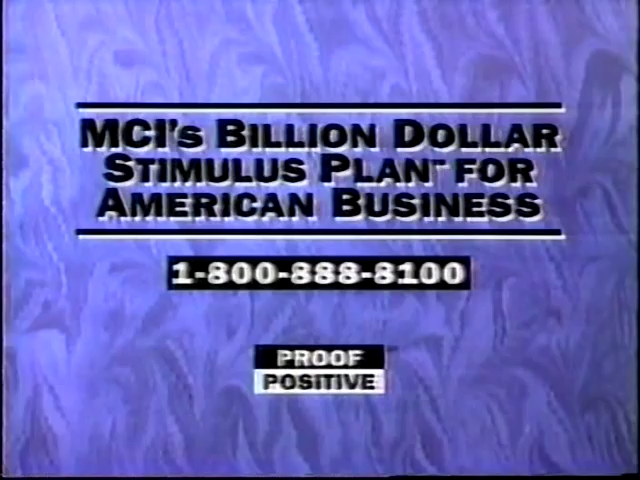 MCI's BILLION DOLLAR
STIMULUS PLAN™ FOR
AMERICAN BUSINESS
1-800-888-8100
PROOF
POSITIVE